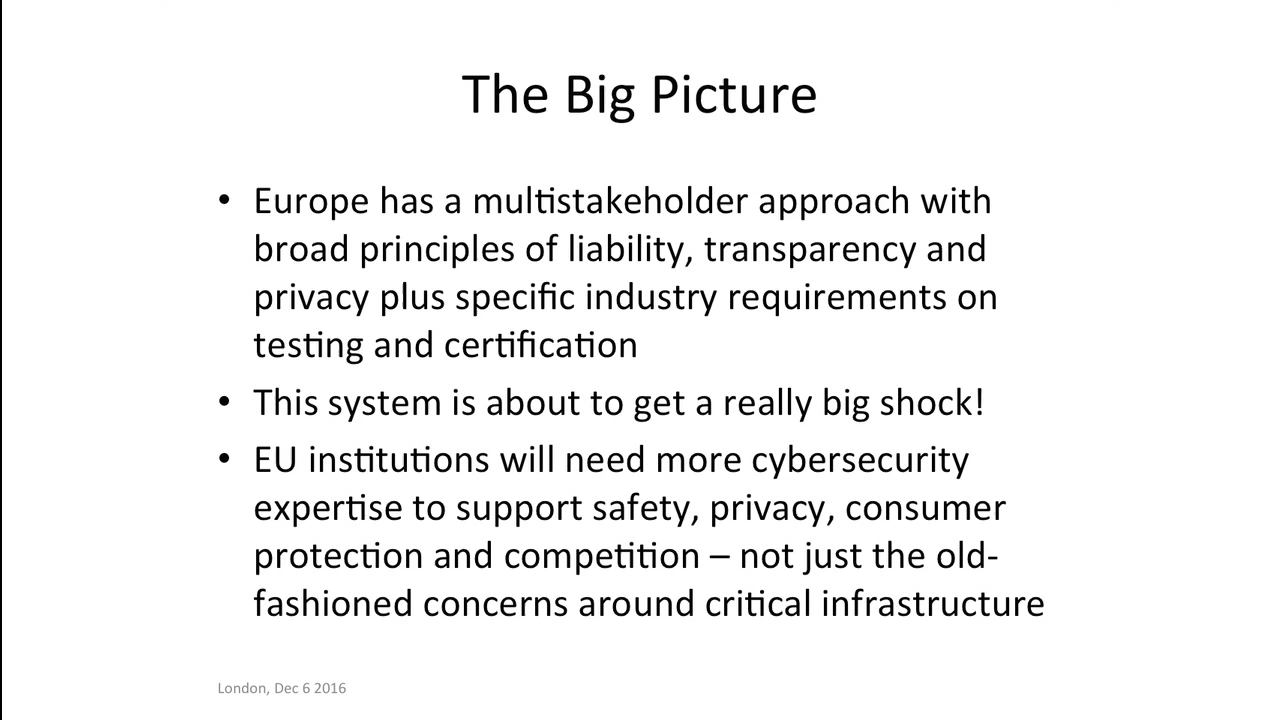 The Big Picture
• Europe has a multistakeholder approach with
broad principles of liability, transparency and
privacy plus specific industry requirements on
testing and certification
• This system is about to get a really big shock!
• EU institutions will need more cybersecurity
expertise to support safety, privacy, consumer
protection and competition – not just the old-
fashioned concerns around critical infrastructure
London, Dec 6 2016